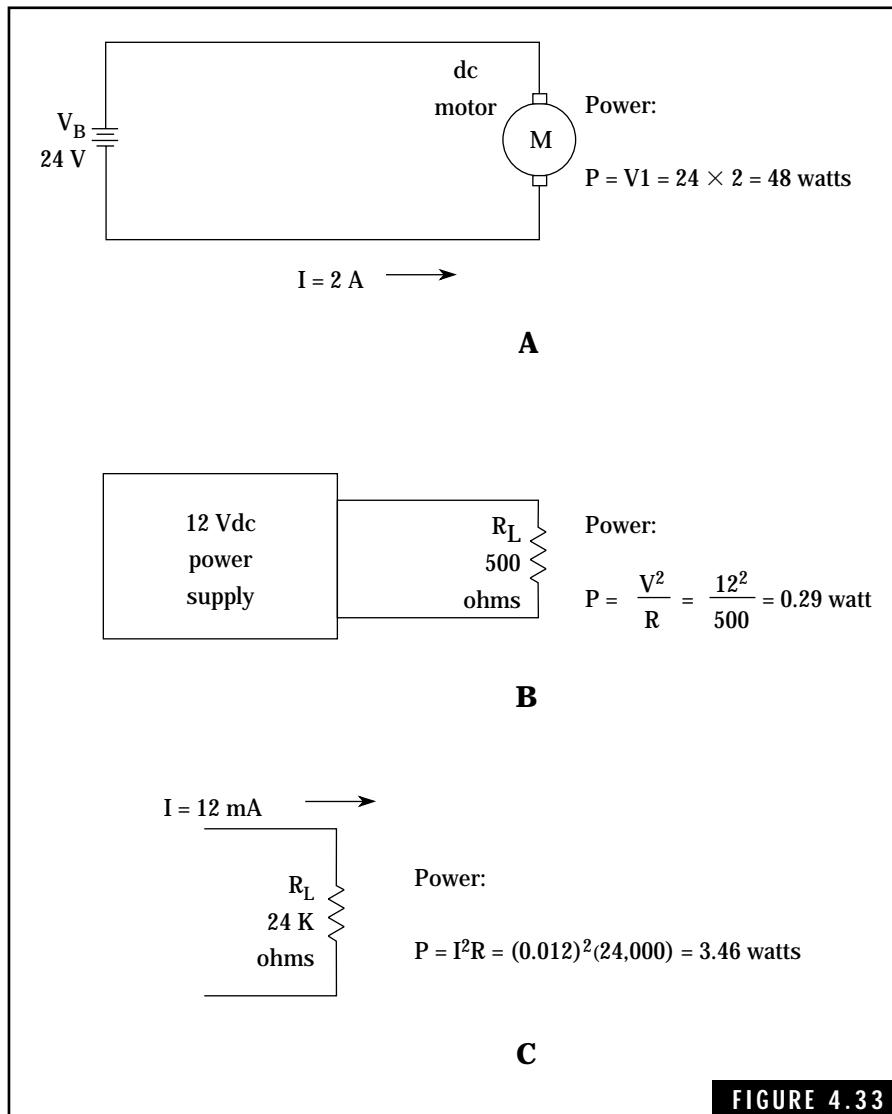 dc
motor
V_B
24 V
M
Power:
P = V1 = 24 × 2 = 48 watts
I = 2 A
A
12 Vdc
power
supply
R_L
500
ohms
Power:
P = V²/R = 12²/500 = 0.29 watt
B
I = 12 mA
R_L
24 K
ohms
Power:
P = I²R = (0.012)²(24,000) = 3.46 watts
C
FIGURE 4.33